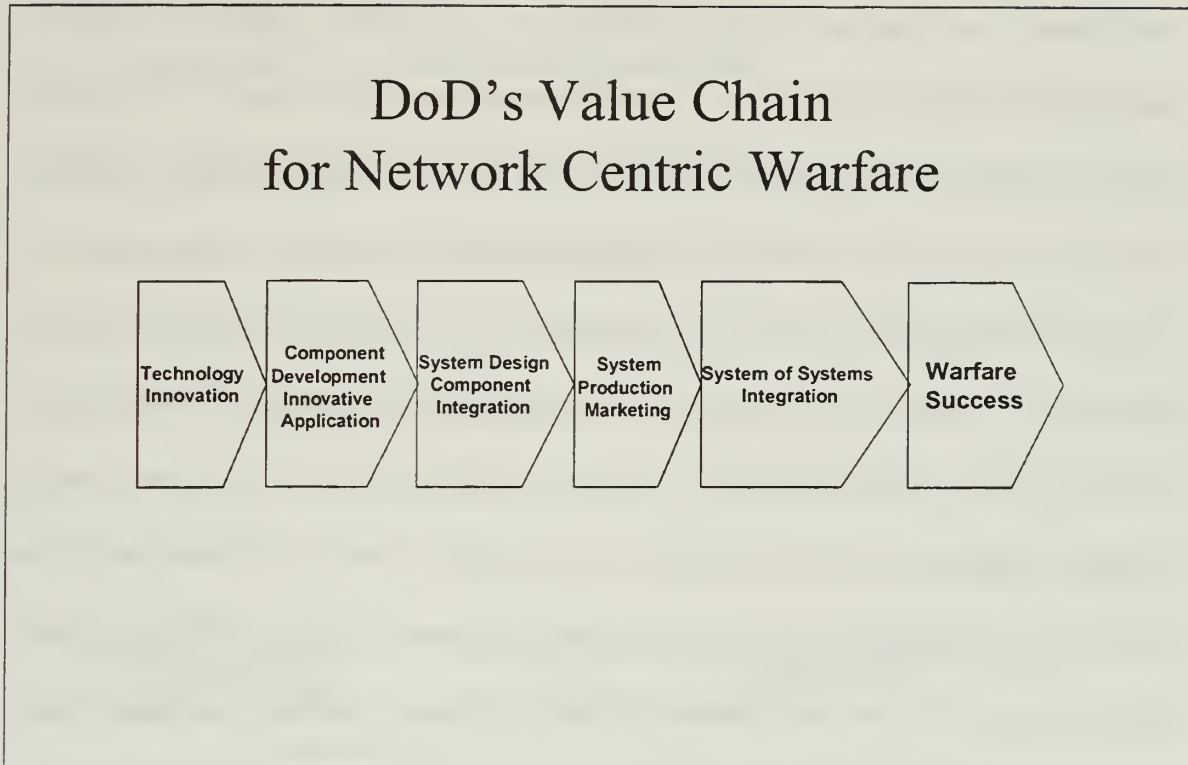 DoD's Value Chain
for Network Centric Warfare
Technology
Innovation
Component
Development
Innovative
Application
System Design
Component
Integration
System
Production
Marketing
System of Systems
Integration
Warfare
Success